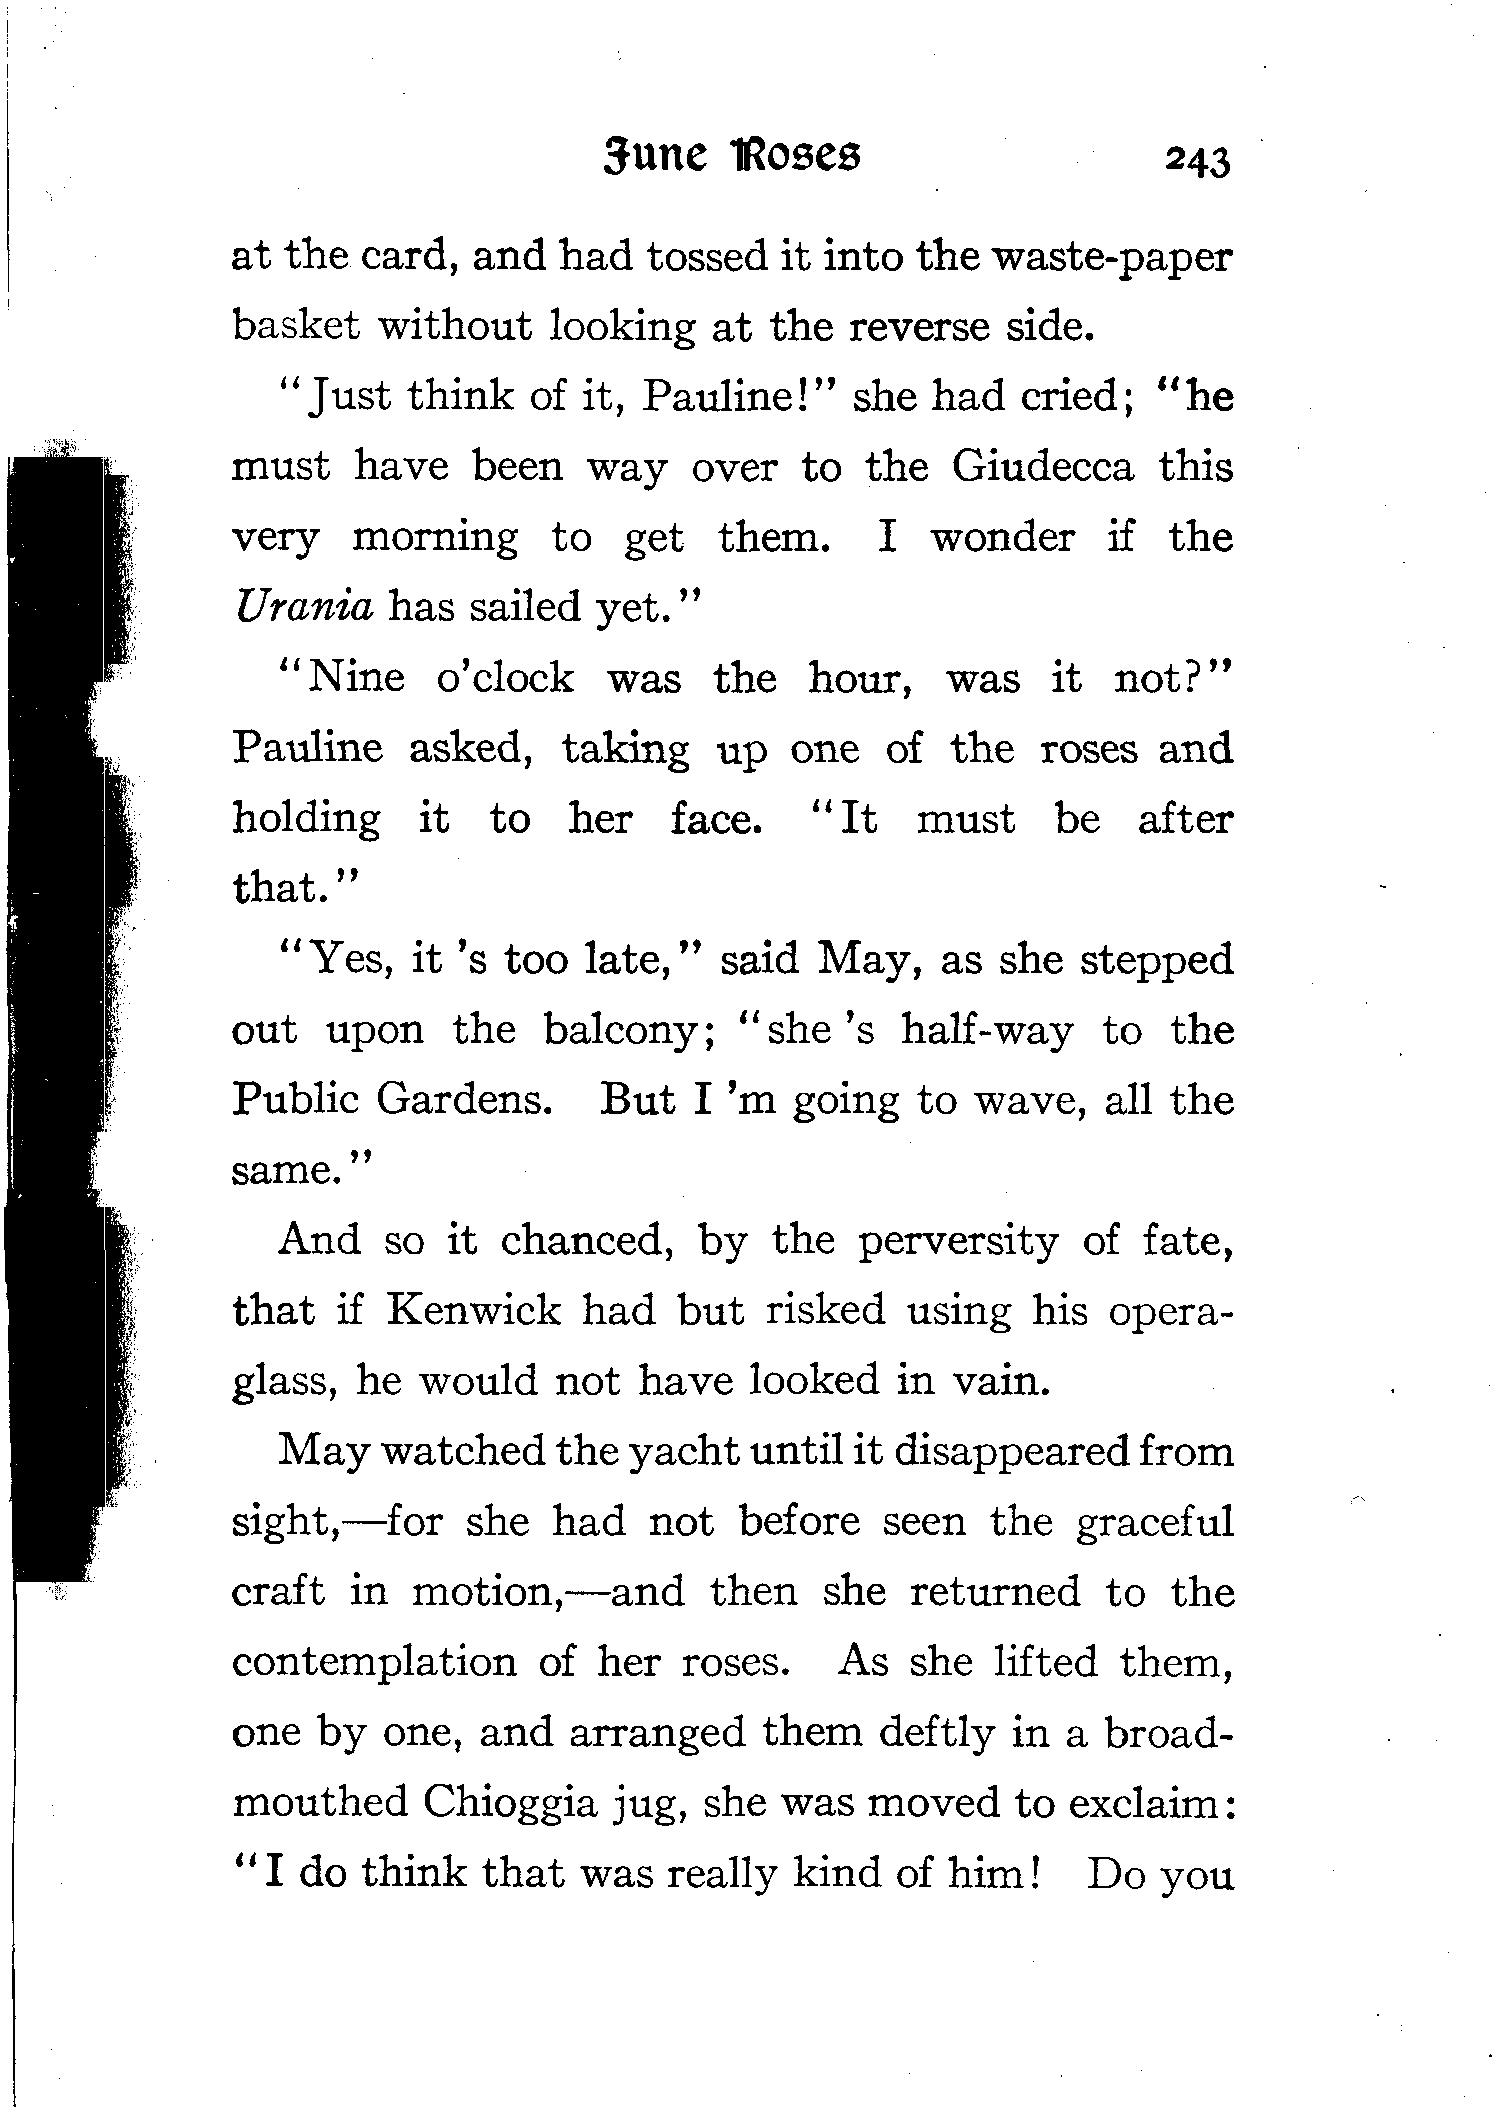 June Roses 243
at the card, and had tossed it into the waste-paper
basket without looking at the reverse side.
"Just think of it, Pauline!" she had cried; "he
must have been way over to the Giudecca this
very morning to get them. I wonder if the
Urania has sailed yet."
"Nine o'clock was the hour, was it not?"
Pauline asked, taking up one of the roses and
holding it to her face. "It must be after
that."
"Yes, it 's too late," said May, as she stepped
out upon the balcony; "she 's half-way to the
Public Gardens. But I 'm going to wave, all the
same."
And so it chanced, by the perversity of fate,
that if Kenwick had but risked using his opera-
glass, he would not have looked in vain.
May watched the yacht until it disappeared from
sight,—for she had not before seen the graceful
craft in motion,—and then she returned to the
contemplation of her roses. As she lifted them,
one by one, and arranged them deftly in a broad-
mouthed Chioggia jug, she was moved to exclaim:
"I do think that was really kind of him! Do you